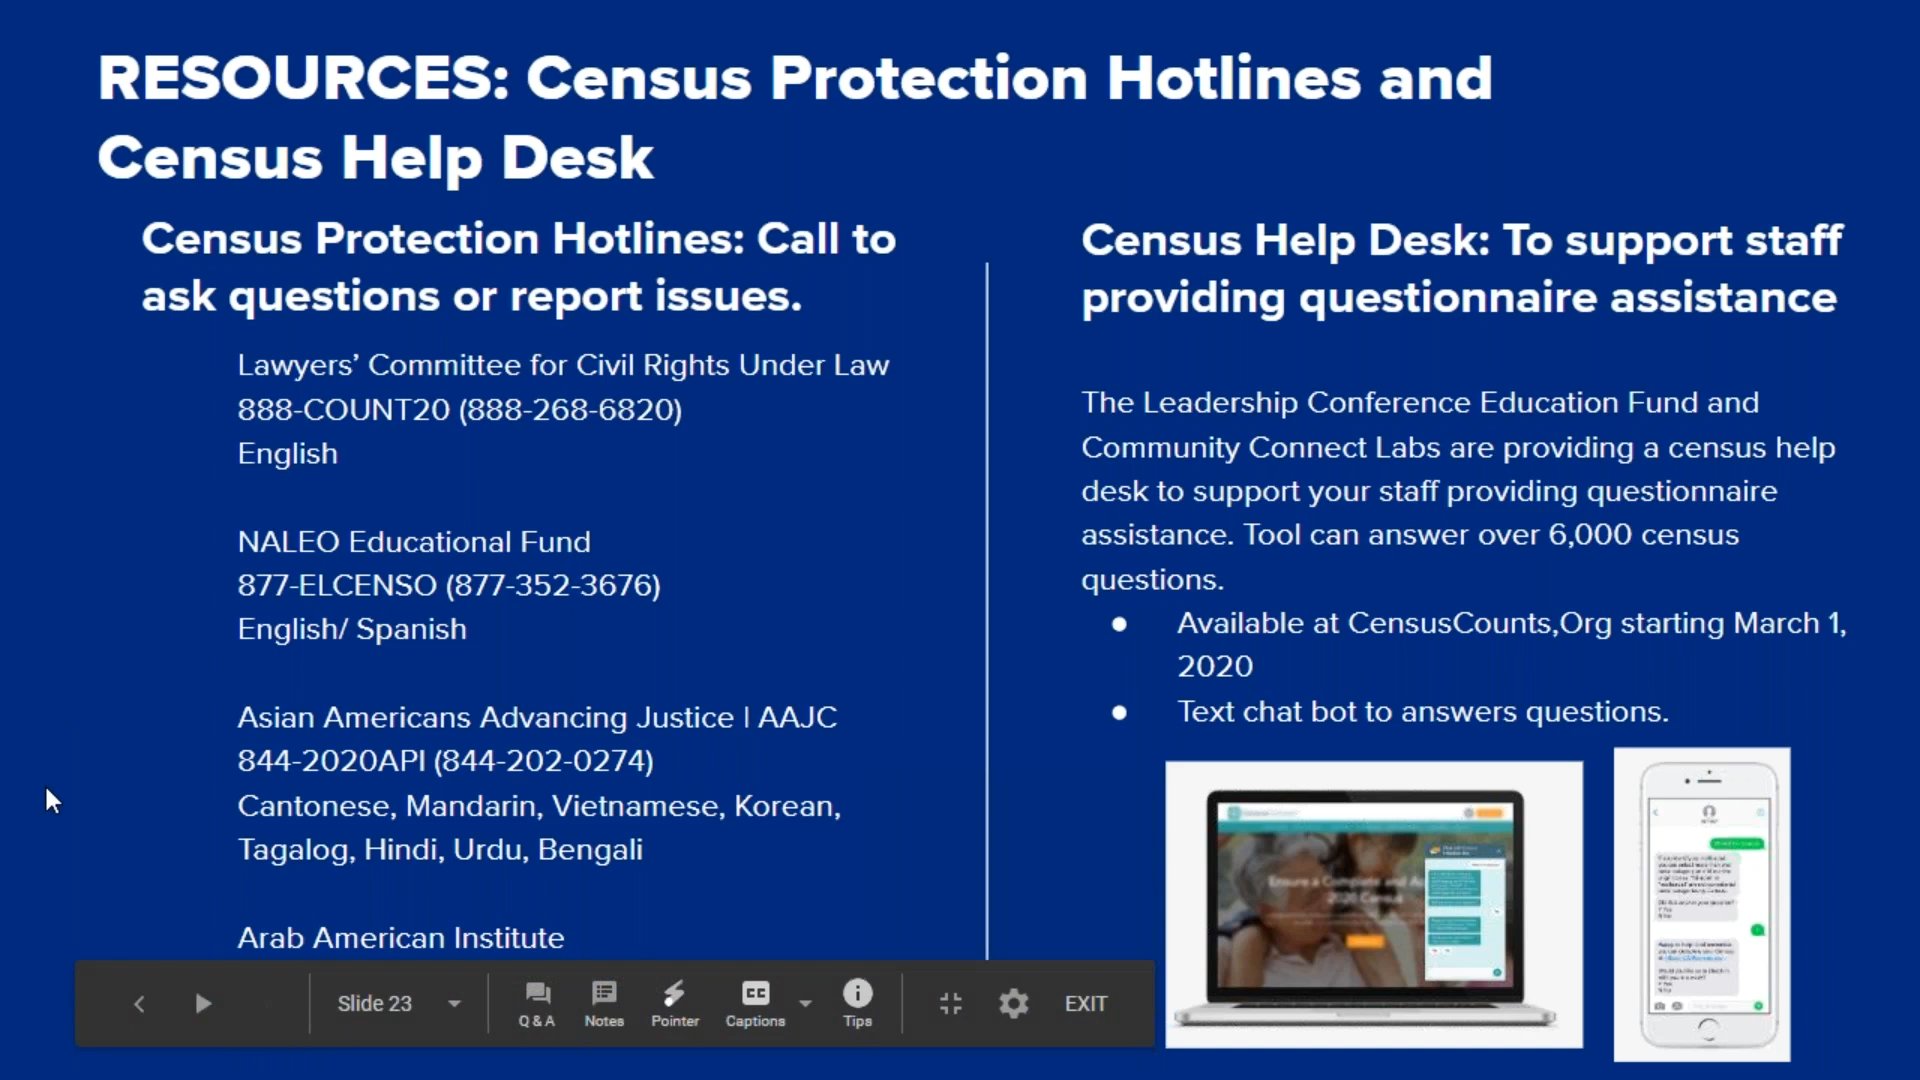 RESOURCES: Census Protection Hotlines and
Census Help Desk
Census Protection Hotlines: Call to
ask questions or report issues.
Lawyers’ Committee for Civil Rights Under Law
888-COUNT20 (888-268-6820)
English
NALEO Educational Fund
877-ELCENSO (877-352-3676)
English/ Spanish
Asian Americans Advancing Justice | AAJC
844-2020API (844-202-0274)
Cantonese, Mandarin, Vietnamese, Korean,
Tagalog, Hindi, Urdu, Bengali
Arab American Institute
Census Help Desk: To support staff
providing questionnaire assistance
The Leadership Conference Education Fund and
Community Connect Labs are providing a census help
desk to support your staff providing questionnaire
assistance. Tool can answer over 6,000 census
questions.
● Available at CensusCounts,Org starting March 1,
2020
● Text chat bot to answers questions.
Ensure a Complete and
2020 Census
Slide 23
Q & A
Notes
Pointer
CC
Captions
Tips
EXIT